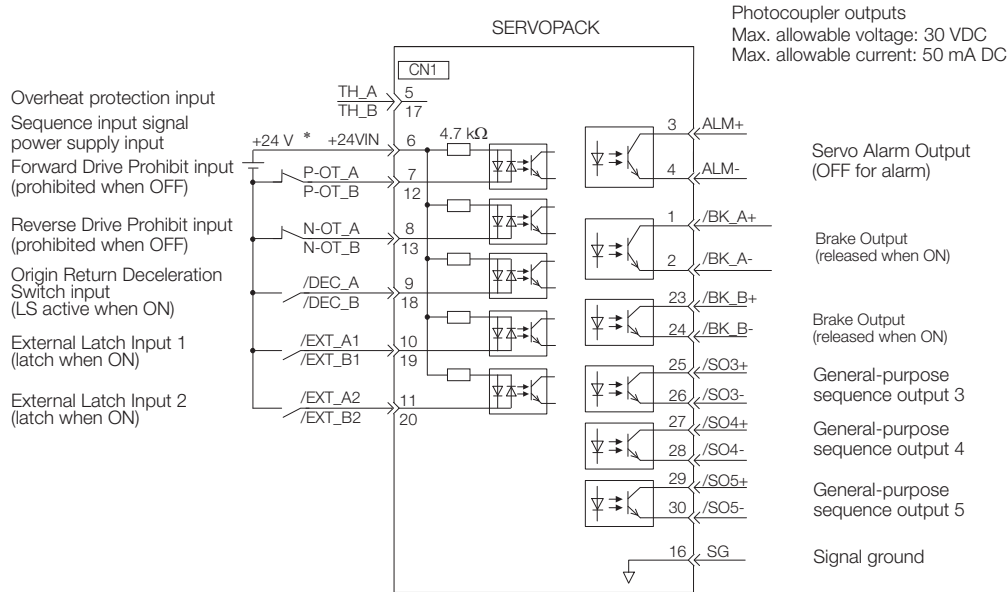 SERVOPACK
Photocoupler outputs
Max. allowable voltage: 30 VDC
Max. allowable current: 50 mA DC
CN1
Overheat protection input
TH_A 5
TH_B 17
Sequence input signal
power supply input
+24 V * +24VIN 6 4.7 kΩ
Forward Drive Prohibit input
(prohibited when OFF)
P-OT_A 7
P-OT_B 12
Reverse Drive Prohibit input
(prohibited when OFF)
N-OT_A 8
N-OT_B 13
Origin Return Deceleration
Switch input
(LS active when ON)
/DEC_A 9
/DEC_B 18
External Latch Input 1
(latch when ON)
/EXT_A1 10
/EXT_B1 19
External Latch Input 2
(latch when ON)
/EXT_A2 11
/EXT_B2 20
3 ALM+
4 ALM-
Servo Alarm Output
(OFF for alarm)
1 /BK_A+
2 /BK_A-
Brake Output
(released when ON)
23 /BK_B+
24 /BK_B-
Brake Output
(released when ON)
25 /SO3+
26 /SO3-
General-purpose
sequence output 3
27 /SO4+
28 /SO4-
General-purpose
sequence output 4
29 /SO5+
30 /SO5-
General-purpose
sequence output 5
16 SG
Signal ground